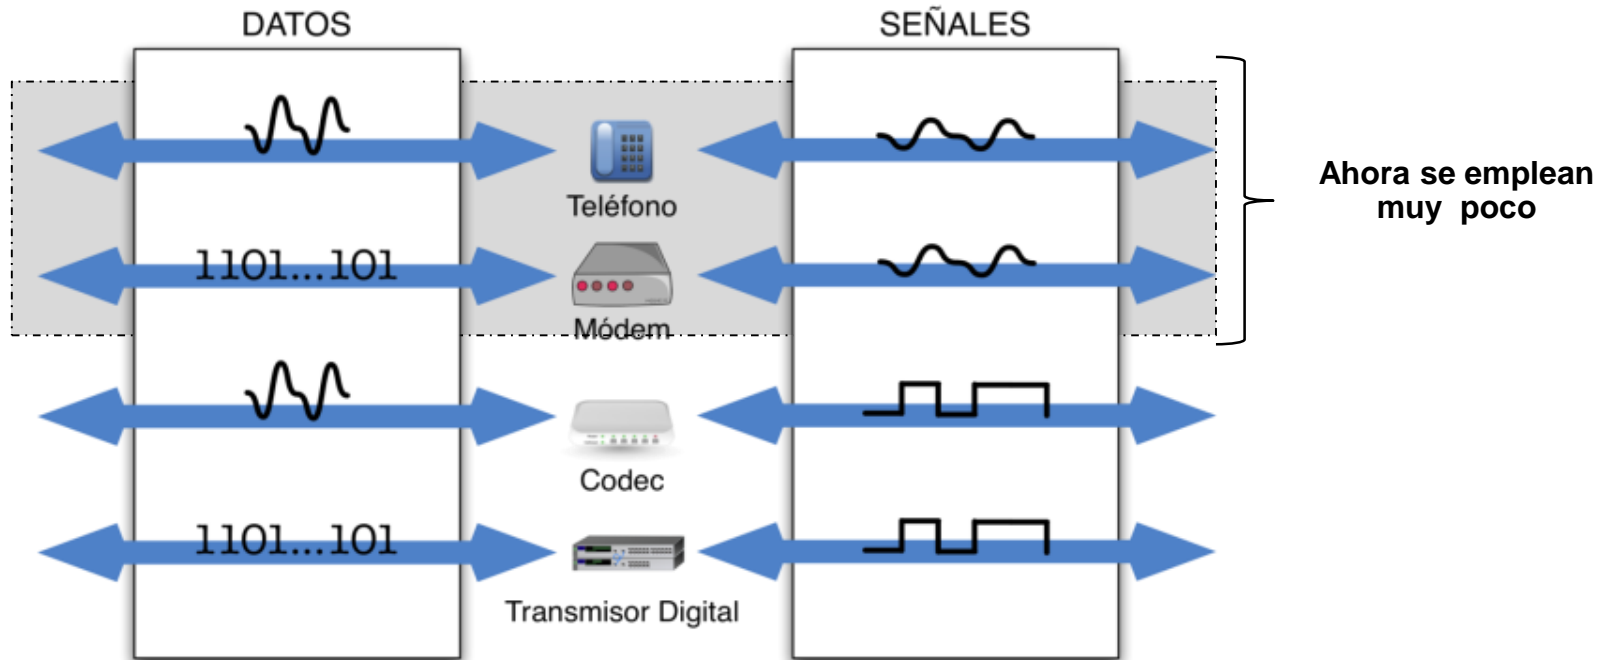 DATOS
SEÑALES
Teléfono
Ahora se emplean
muy poco
1101...101
Módem
Codec
1101...101
Transmisor Digital